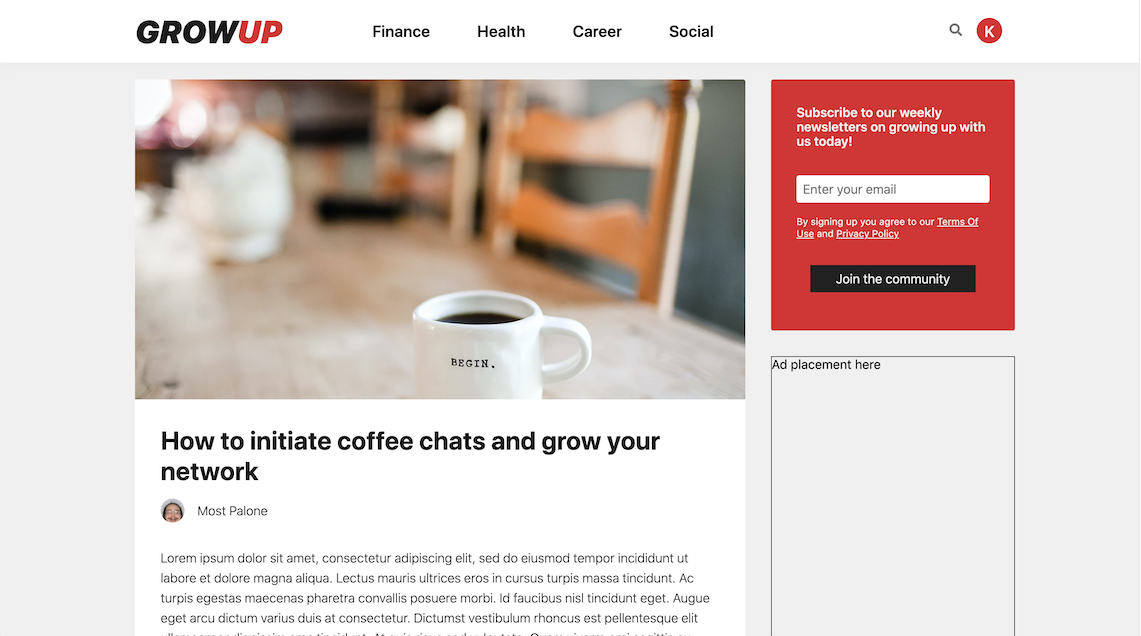 GROWUP
Finance Health Career Social
K
BEGIN.
How to initiate coffee chats and grow your
network
Most Palone
Lorem ipsum dolor sit amet, consectetur adipiscing elit, sed do eiusmod tempor incididunt ut
labore et dolore magna aliqua. Lectus mauris ultrices eros in cursus turpis massa tincidunt. Ac
turpis egestas maecenas pharetra convallis posuere morbi. Id faucibus nisl tincidunt eget. Augue
eget arcu dictum varius duis at consectetur. Dictumst vestibulum rhoncus est pellentesque elit
Subscribe to our weekly
newsletters on growing up with
us today!
Enter your email
By signing up you agree to our Terms Of
Use and Privacy Policy
Join the community
Ad placement here